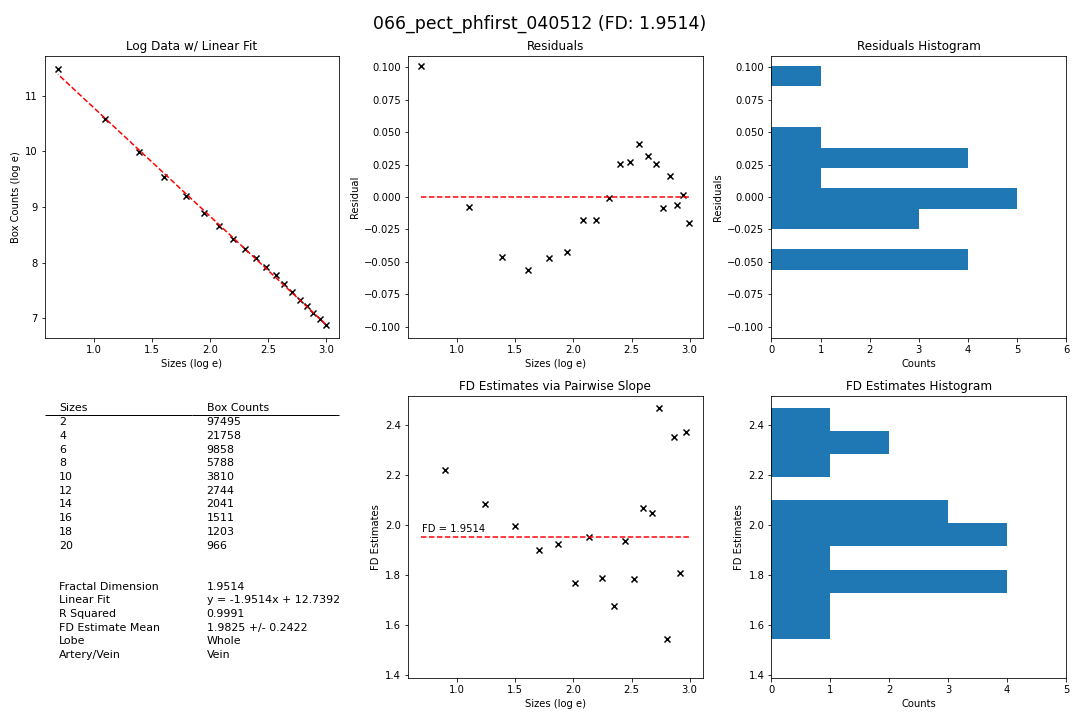 066_pect_phfirst_040512 (FD: 1.9514)
Log Data w/ Linear Fit
Box Counts (log e)
11
10
9
8
7
1.0 1.5 2.0 2.5 3.0
Sizes (log e)
Residuals
Residual
0.100
0.075
0.050
0.025
0.000
−0.025
−0.050
−0.075
−0.100
1.0 1.5 2.0 2.5 3.0
Sizes (log e)
Residuals Histogram
Residuals
0.100
0.075
0.050
0.025
0.000
−0.025
−0.050
−0.075
−0.100
0 1 2 3 4 5 6
Counts
Sizes Box Counts
2 97495
4 21758
6 9858
8 5788
10 3810
12 2744
14 2041
16 1511
18 1203
20 966
Fractal Dimension 1.9514
Linear Fit y = -1.9514x + 12.7392
R Squared 0.9991
FD Estimate Mean 1.9825 +/- 0.2422
Lobe Whole
Artery/Vein Vein
FD Estimates via Pairwise Slope
FD Estimates
2.4
2.2
2.0
1.8
1.6
1.4
FD = 1.9514
1.0 1.5 2.0 2.5 3.0
Sizes (log e)
FD Estimates Histogram
FD Estimates
2.4
2.2
2.0
1.8
1.6
1.4
0 1 2 3 4 5
Counts